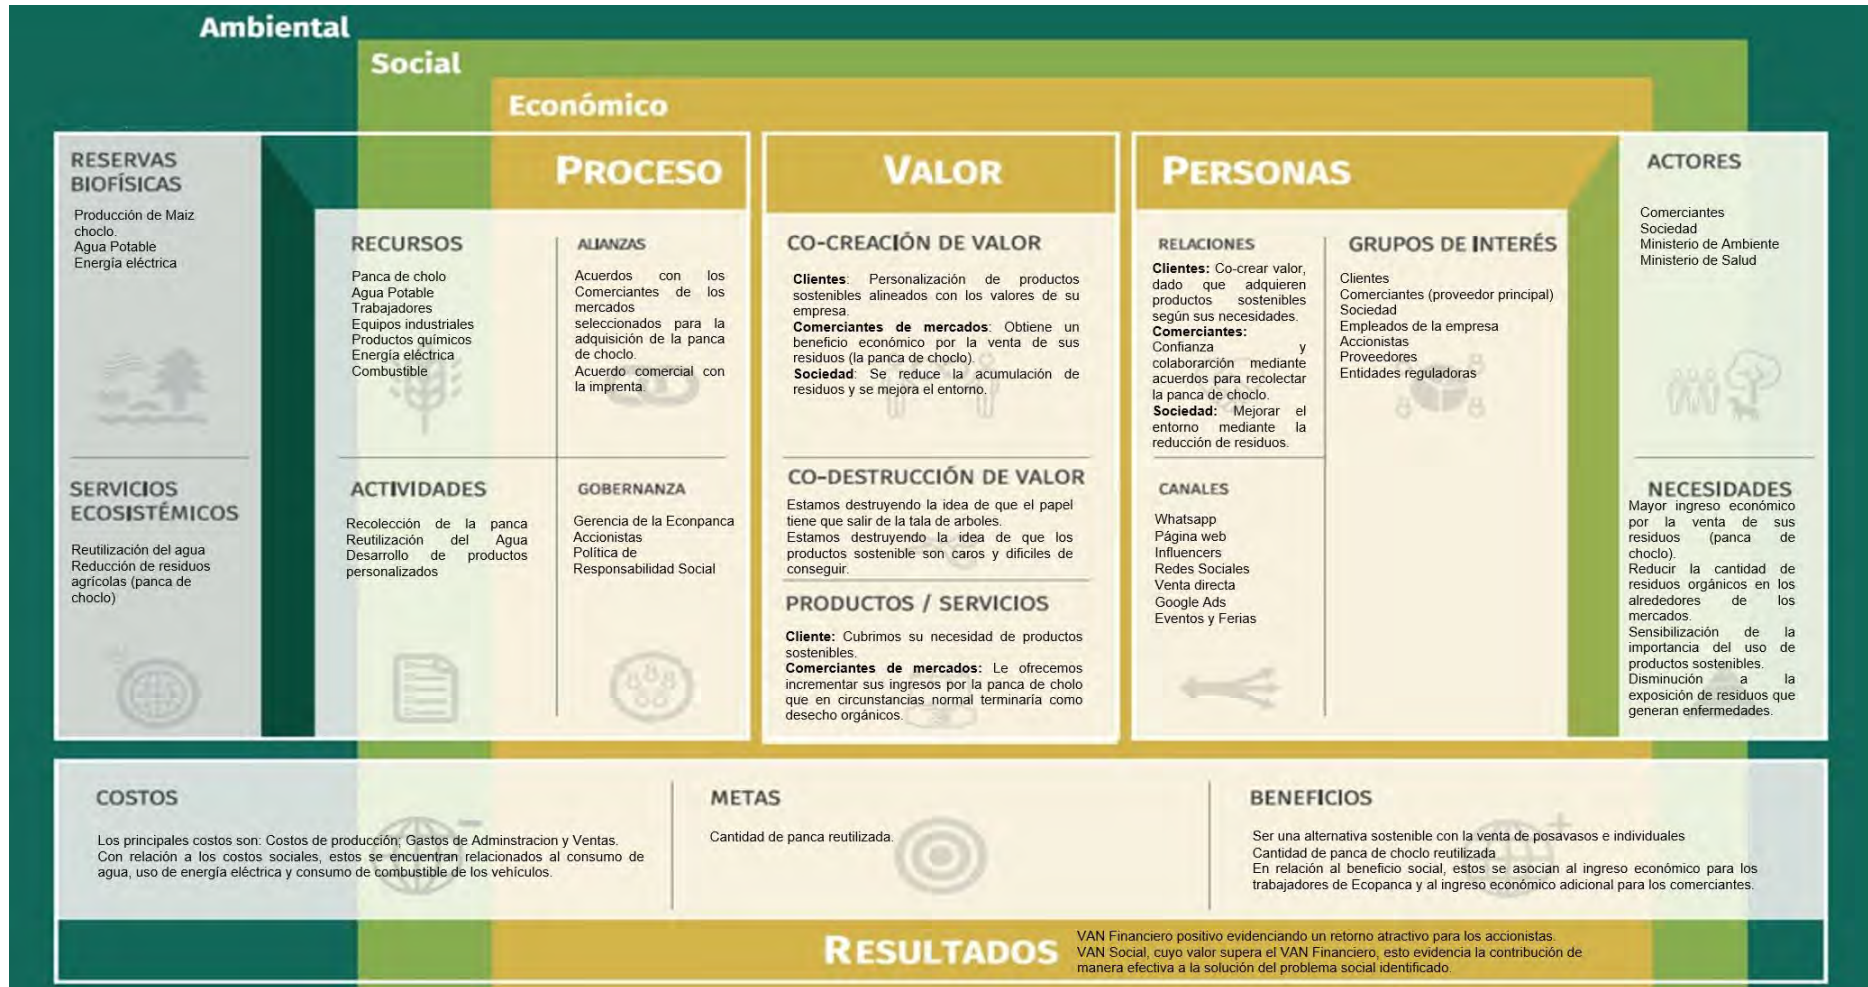 Ambiental
Social
Económico
RESERVAS
BIOFÍSICAS
Producción de Maiz
choclo.
Agua Potable
Energía eléctrica
SERVICIOS
ECOSISTÉMICOS
Reutilización del agua
Reducción de residuos
agrícolas (panca de
choclo)
PROCESO
RECURSOS
Panca de cholo
Agua Potable
Trabajadores
Equipos industriales
Productos químicos
Energía eléctrica
Combustible
ALIANZAS
Acuerdos con los
Comerciantes de los
mercados
seleccionados para la
adquisición de la panca
de choclo.
Acuerdo comercial con
la imprenta.
ACTIVIDADES
Recolección de la panca
Reutilización del Agua
Desarrollo de productos
personalizados
GOBERNANZA
Gerencia de la Econpanca
Accionistas
Política de
Responsabilidad Social
VALOR
CO-CREACIÓN DE VALOR
Clientes: Personalización de productos
sostenibles alineados con los valores de su
empresa.
Comerciantes de mercados: Obtiene un
beneficio económico por la venta de sus
residuos (la panca de choclo).
Sociedad: Se reduce la acumulación de
residuos y se mejora el entorno.
CO-DESTRUCCIÓN DE VALOR
Estamos destruyendo la idea de que el papel
tiene que salir de la tala de arboles.
Estamos destruyendo la idea de que los
productos sostenible son caros y dificiles de
conseguir.
PRODUCTOS / SERVICIOS
Cliente: Cubrimos su necesidad de productos
sostenibles.
Comerciantes de mercados: Le ofrecemos
incrementar sus ingresos por la panca de cholo
que en circunstancias normal terminaría como
desecho orgánicos.
PERSONAS
RELACIONES
Clientes: Co-crear valor,
dado que adquieren
productos sostenibles
según sus necesidades.
Comerciantes:
Confianza y
colaborarción mediante
acuerdos para recolectar
la panca de choclo.
Sociedad: Mejorar el
entorno mediante la
reducción de residuos.
GRUPOS DE INTERÉS
Clientes
Comerciantes (proveedor principal)
Sociedad
Empleados de la empresa
Accionistas
Proveedores
Entidades reguladoras
CANALES
Whatsapp
Página web
Influencers
Redes Sociales
Venta directa
Google Ads
Eventos y Ferias
ACTORES
Comerciantes
Sociedad
Ministerio de Ambiente
Ministerio de Salud
NECESIDADES
Mayor ingreso económico
por la venta de sus
residuos (panca de
choclo).
Reducir la cantidad de
residuos orgánicos en los
alrededores de los
mercados.
Sensibilización de la
importancia del uso de
productos sostenibles.
Disminución a la
exposición de residuos que
generan enfermedades.
COSTOS
Los principales costos son: Costos de producción; Gastos de Adminstracion y Ventas.
Con relación a los costos sociales, estos se encuentran relacionados al consumo de
agua, uso de energía eléctrica y consumo de combustible de los vehículos.
METAS
Cantidad de panca reutilizada.
BENEFICIOS
Ser una alternativa sostenible con la venta de posavasos e individuales
Cantidad de panca de choclo reutilizada
En relación al beneficio social, estos se asocian al ingreso económico para los
trabajadores de Ecopanca y al ingreso económico adicional para los comerciantes.
RESULTADOS
VAN Financiero positivo evidenciando un retorno atractivo para los accionistas.
VAN Social, cuyo valor supera el VAN Financiero, esto evidencia la contribución de
manera efectiva a la solución del problema social identificado.